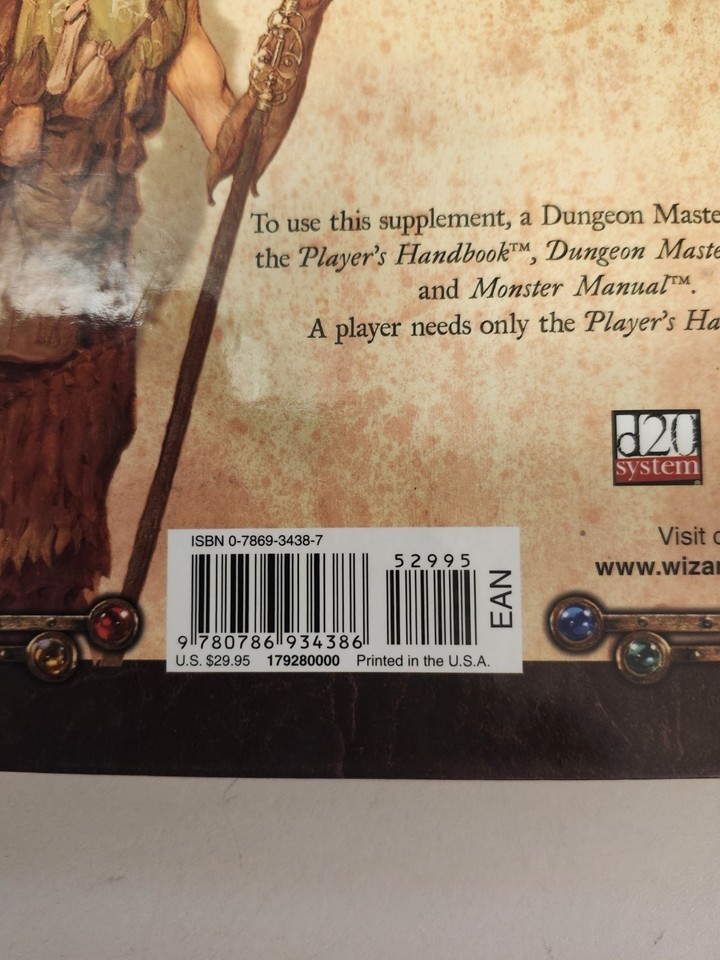 To use this supplement, a Dungeon Maste
the Player's Handbook™, Dungeon Maste
and Monster Manual™.
A player needs only the Player's Ha
d20
system
Visit
www.wizar
ISBN 0-7869-3438-7
52995
EAN
9 780786 934386
U.S. $29.95 179280000 Printed in the U.S.A.